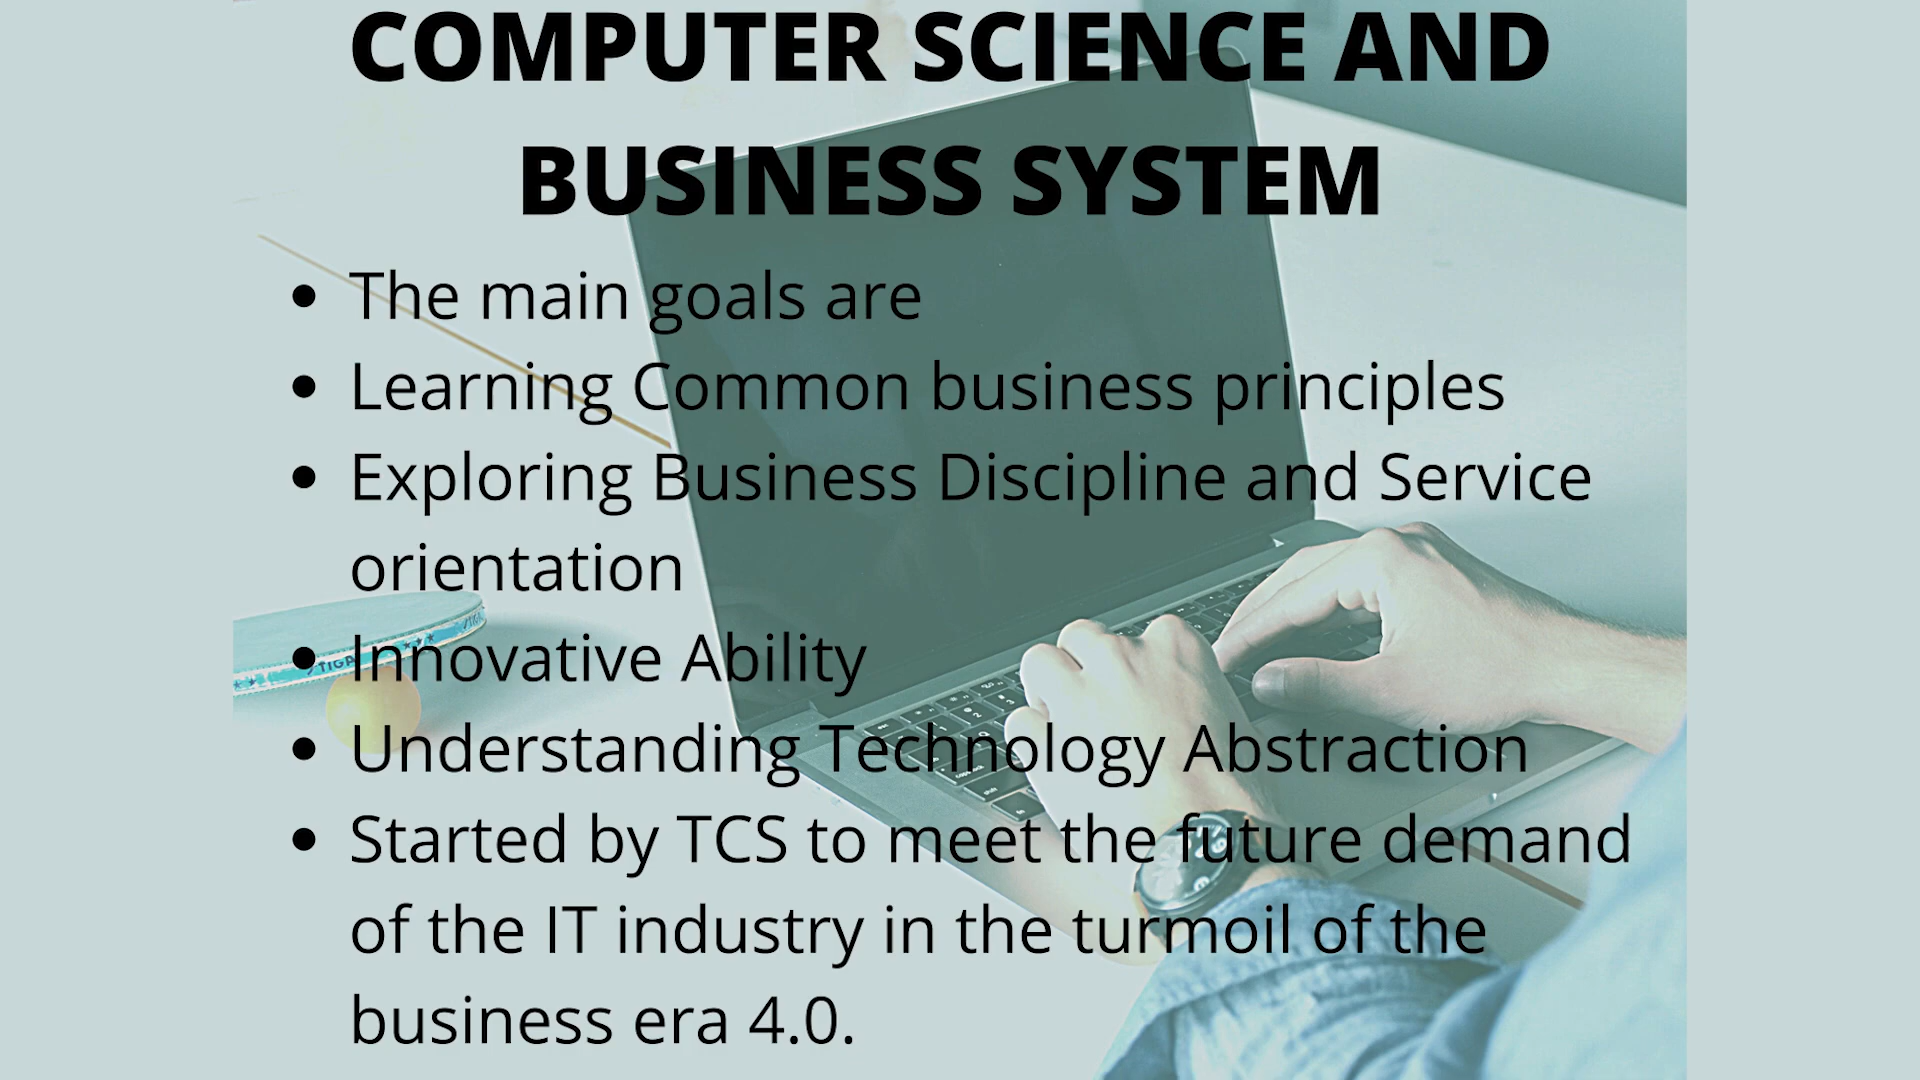 COMPUTER SCIENCE AND
BUSINESS SYSTEM
• The main goals are
• Learning Common business principles
• Exploring Business Discipline and Service
orientation
• Innovative Ability
• Understanding Technology Abstraction
• Started by TCS to meet the future demand
of the IT industry in the turmoil of the
business era 4.0.
STIGA